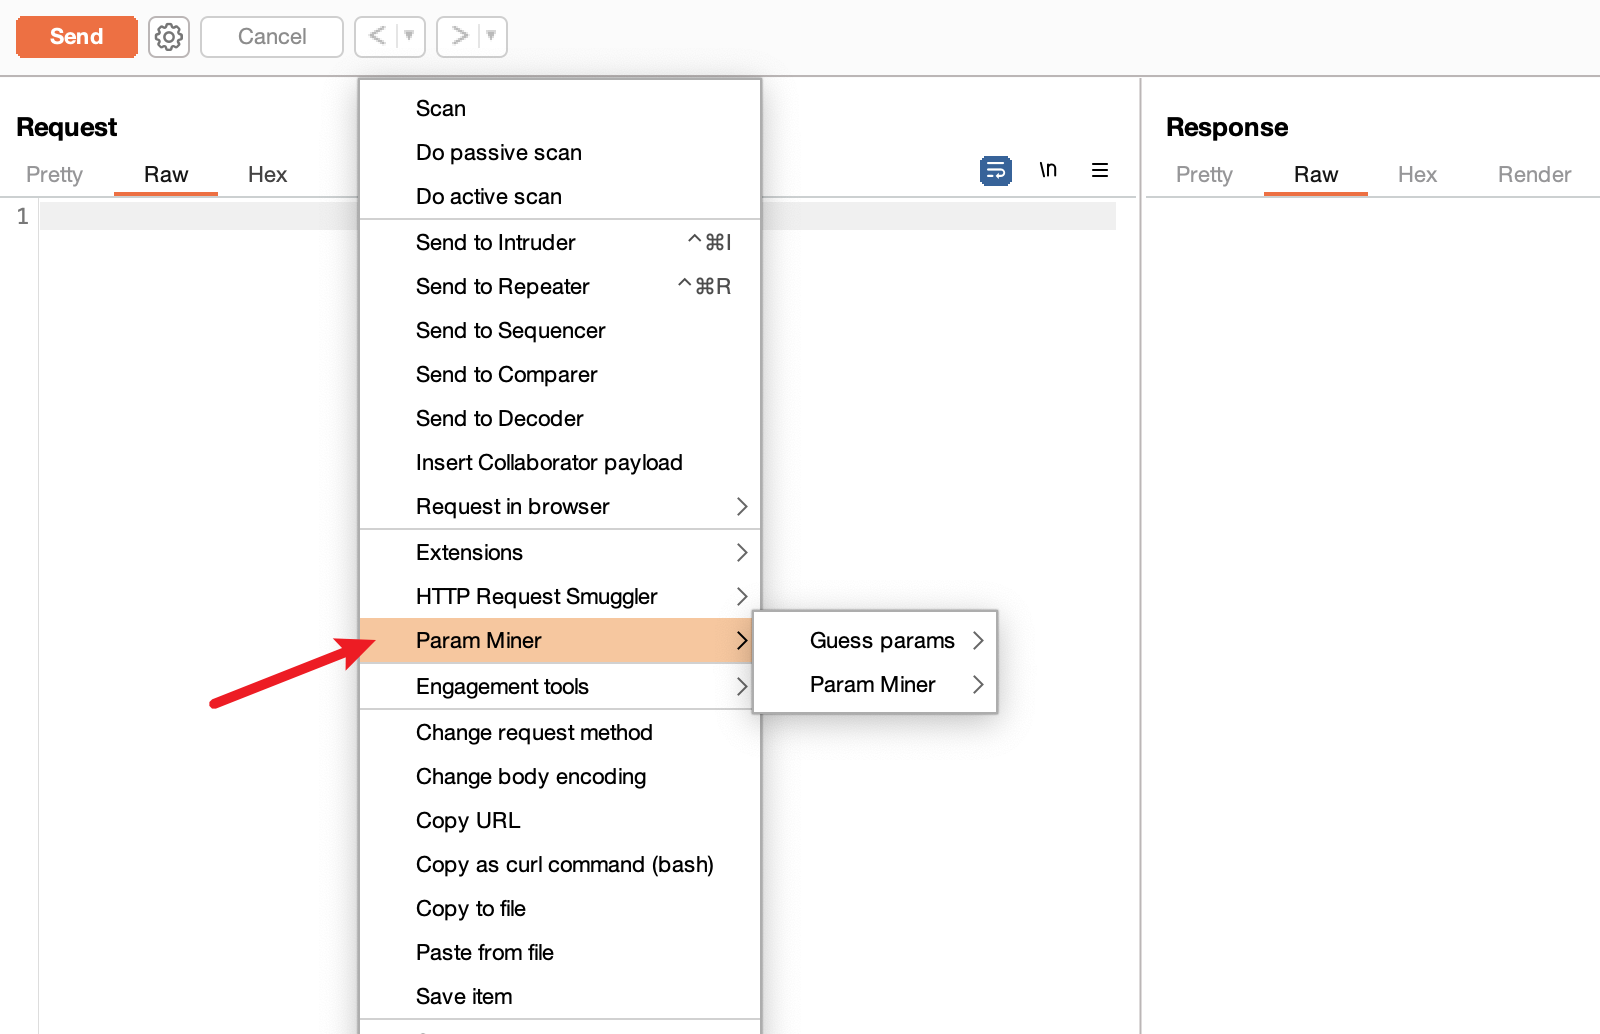 Send
Cancel
Request
Pretty Raw Hex
\n
1
Response
Pretty Raw Hex Render
Scan
Do passive scan
Do active scan
Send to Intruder ^⌘I
Send to Repeater ^⌘R
Send to Sequencer
Send to Comparer
Send to Decoder
Insert Collaborator payload
Request in browser
Extensions
HTTP Request Smuggler
Param Miner
Engagement tools
Change request method
Change body encoding
Copy URL
Copy as curl command (bash)
Copy to file
Paste from file
Save item
Guess params
Param Miner